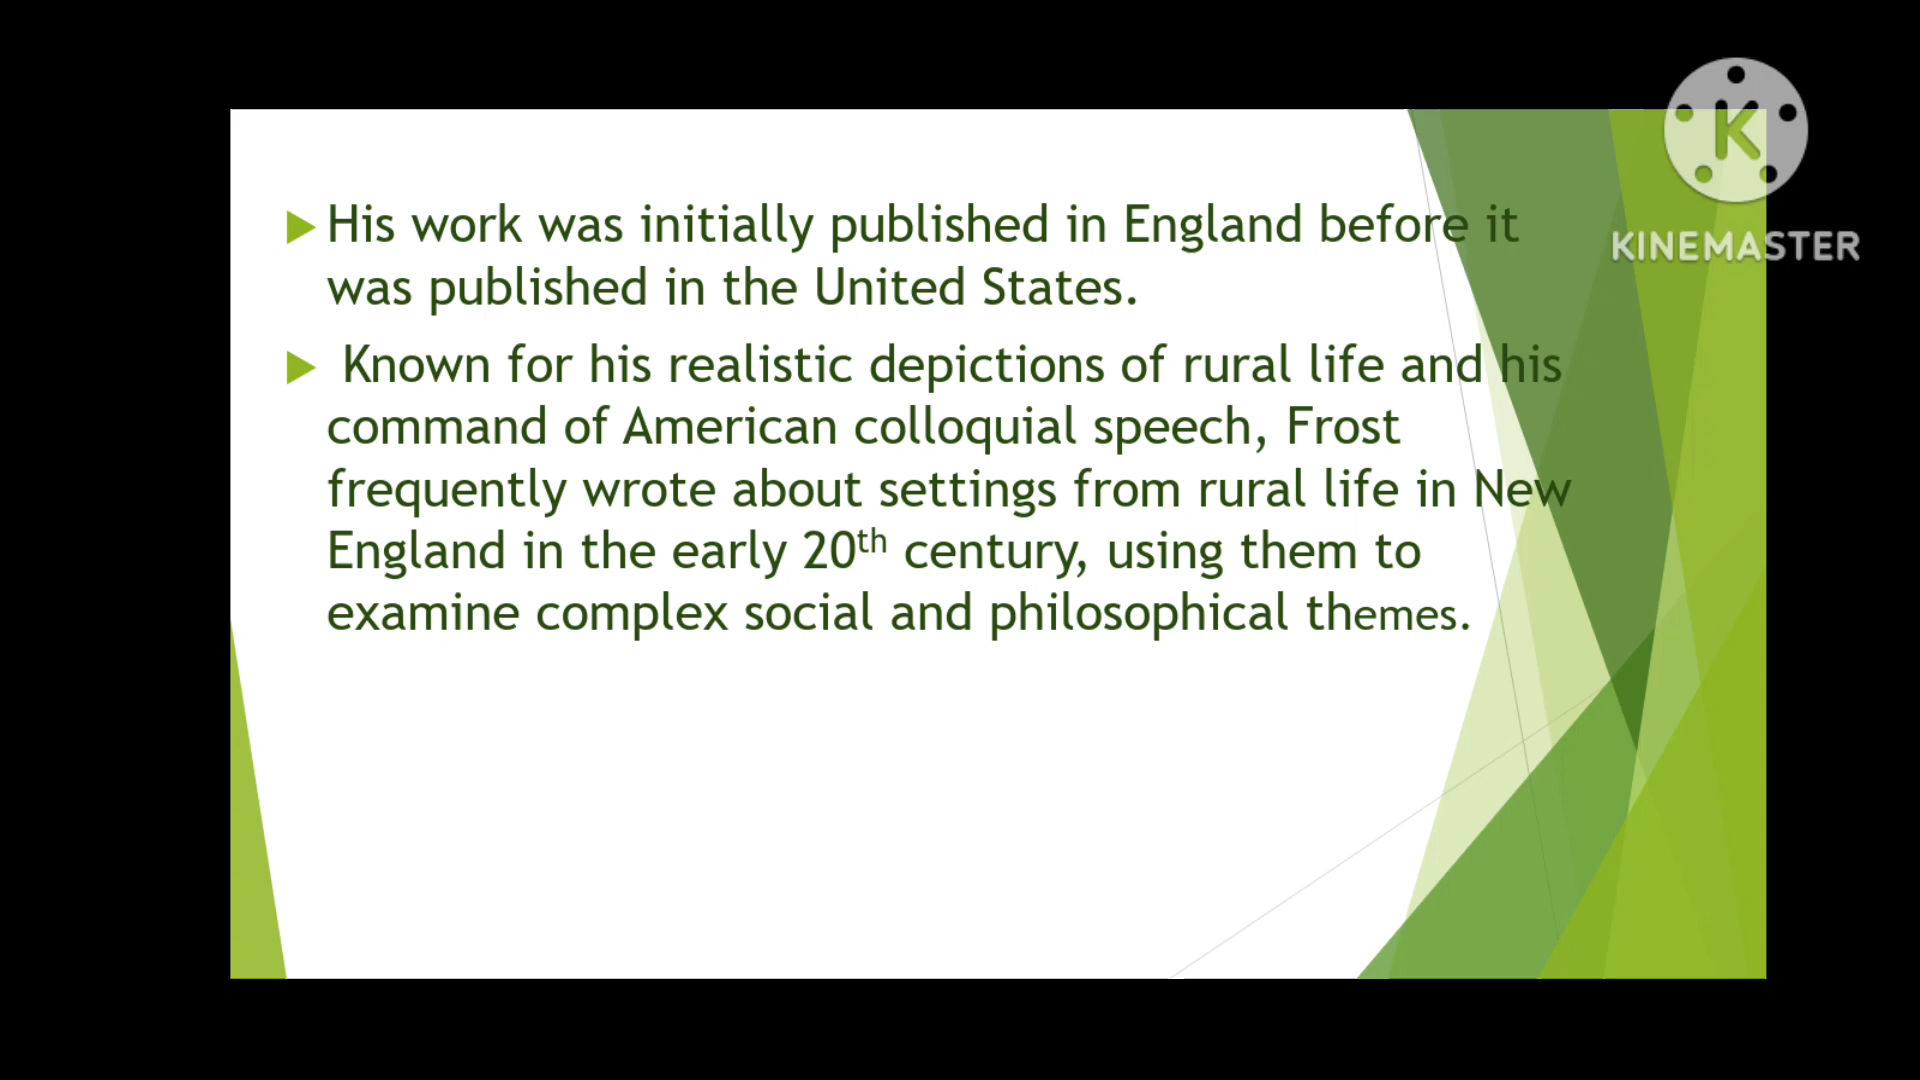 His work was initially published in England before it
was published in the United States.
Known for his realistic depictions of rural life and his
command of American colloquial speech, Frost
frequently wrote about settings from rural life in New
England in the early 20th century, using them to
examine complex social and philosophical themes.
K
KINEMASTER